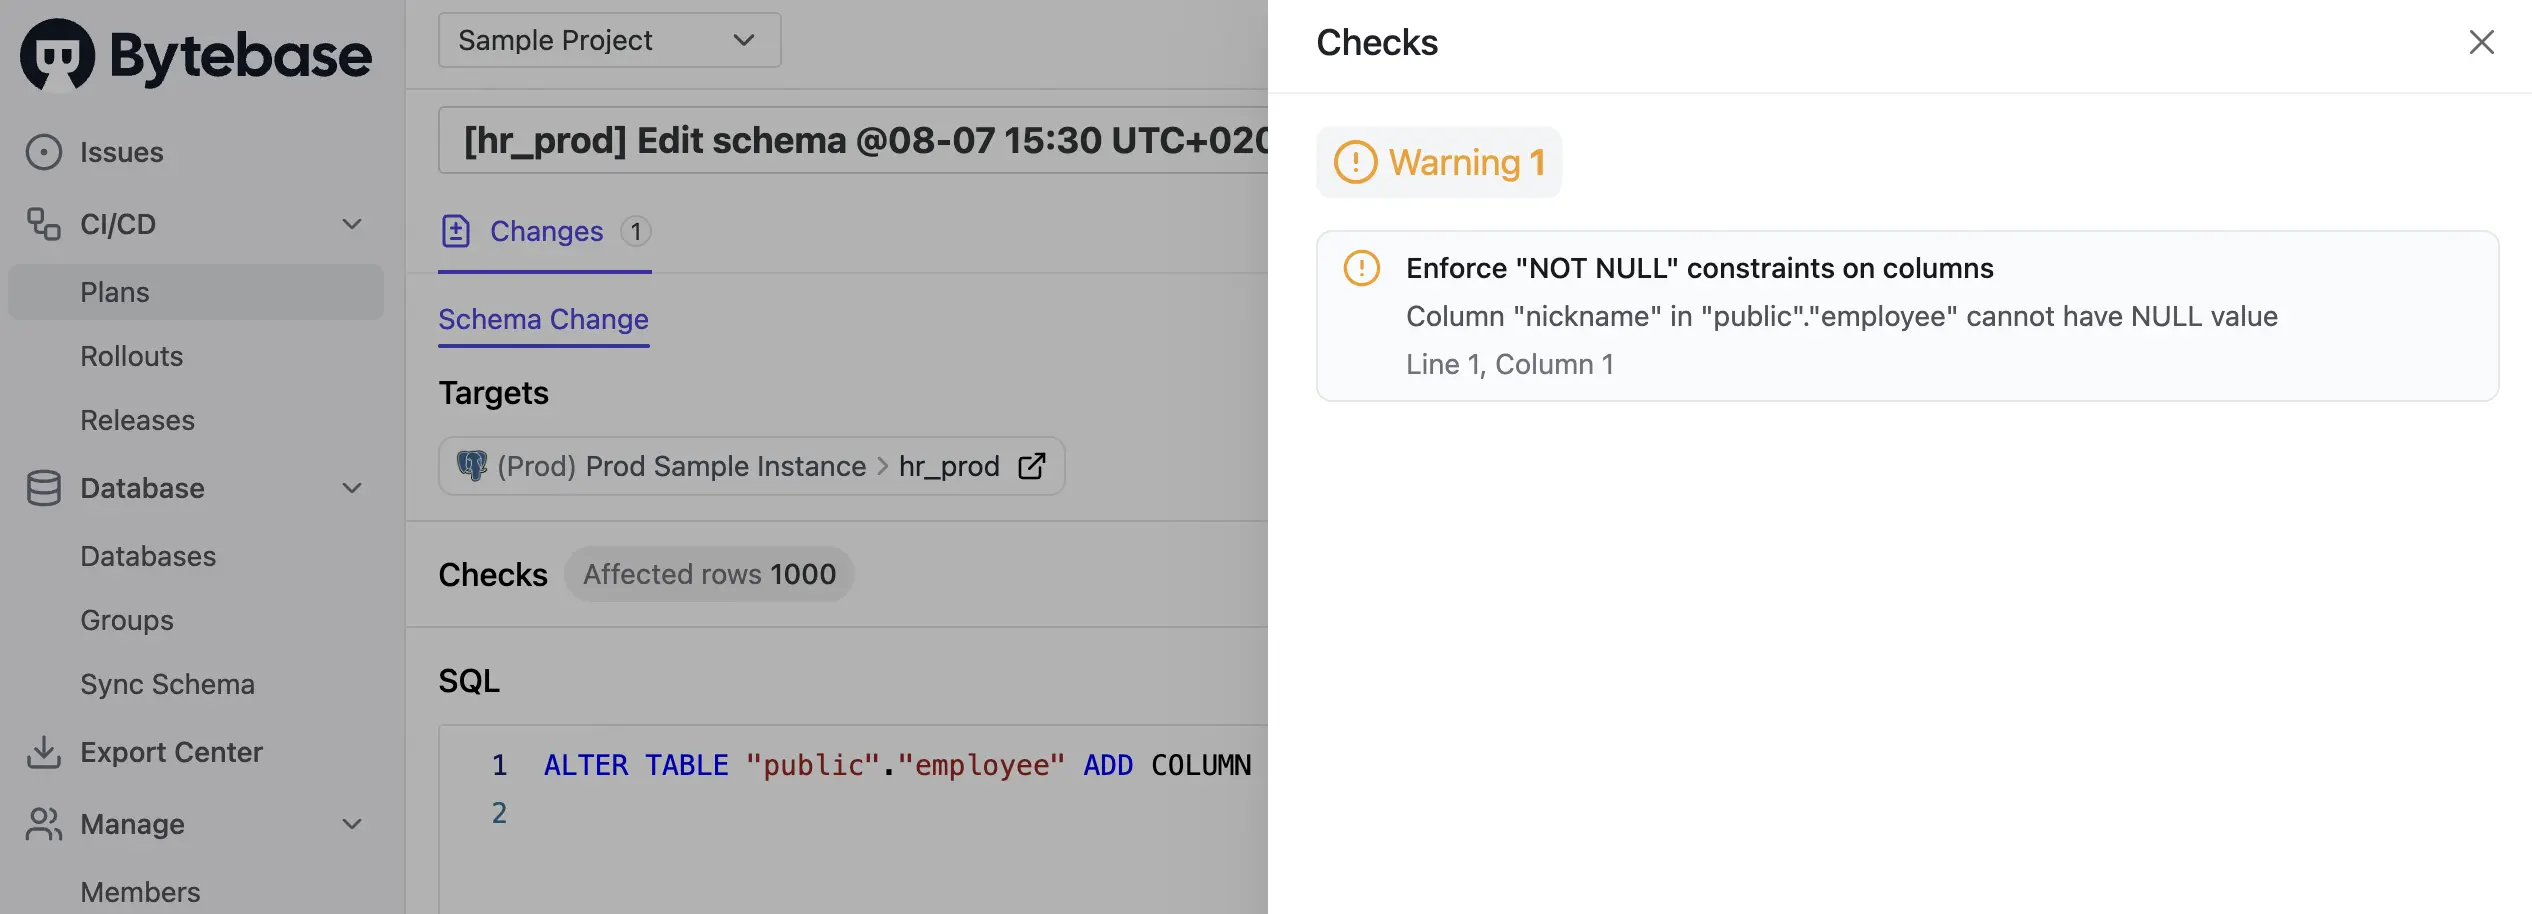 Bytebase
Issues
CI/CD
Plans
Rollouts
Releases
Database
Databases
Groups
Sync Schema
Export Center
Manage
Members
Sample Project
[hr_prod] Edit schema @08-07 15:30 UTC+020
Changes 1
Schema Change
Targets
(Prod) Prod Sample Instance > hr_prod
Checks Affected rows 1000
SQL
1 ALTER TABLE "public"."employee" ADD COLUMN
2
Checks
Warning 1
Enforce "NOT NULL" constraints on columns
Column "nickname" in "public"."employee" cannot have NULL value
Line 1, Column 1